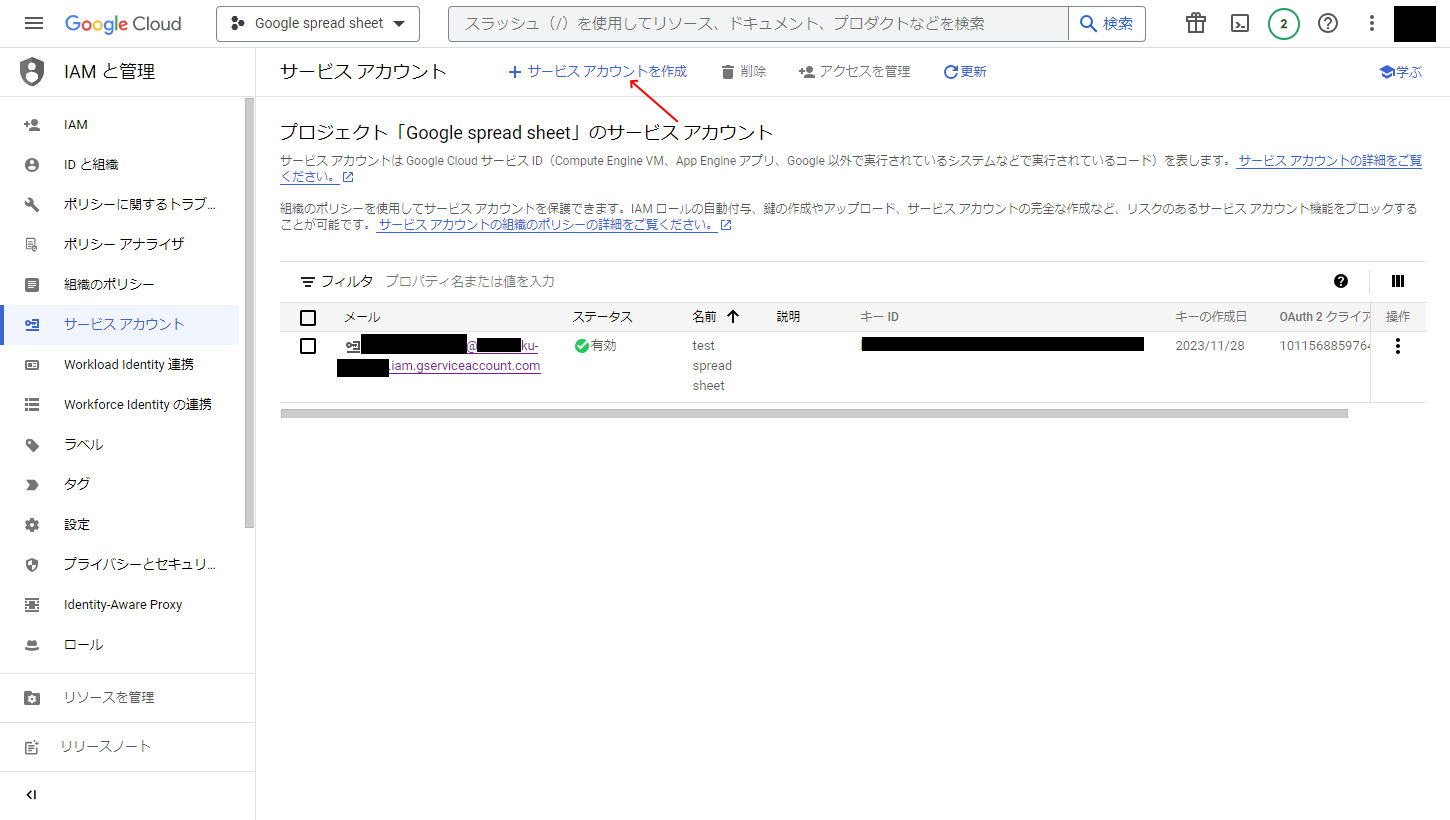 Google Cloud
Google spread sheet
スラッシュ（/）を使用してリソース、ドキュメント、プロダクトなどを検索
検索
2
IAM と管理
サービス アカウント
サービス アカウントを作成
削除
アクセスを管理
更新
学ぶ
IAM
ID と組織
ポリシーに関するトラブ...
ポリシー アナライザ
組織のポリシー
サービス アカウント
Workload Identity 連携
Workforce Identity の連携
ラベル
タグ
設定
プライバシーとセキュリ...
Identity-Aware Proxy
ロール
リソースを管理
リリースノート
プロジェクト「Google spread sheet」のサービス アカウント
サービス アカウントは Google Cloud サービス ID（Compute Engine VM、App Engine アプリ、Google 以外で実行されているシステムなどで実行されているコード）を表します。 サービス アカウントの詳細をご覧
ください。
組織のポリシーを使用してサービス アカウントを保護できます。IAM ロールの自動付与、鍵の作成やアップロード、サービス アカウントの完全な作成など、リスクのあるサービス アカウント機能をブロックする
ことが可能です。 サービス アカウントの組織のポリシーの詳細をご覧ください。
フィルタ プロパティ名または値を入力
メール ステータス 名前 説明 キー ID キーの作成日 OAuth 2 クライア 操作
@ ku- 有効 test 2023/11/28 1011568859764
.iam.gserviceaccount.com spread
sheet